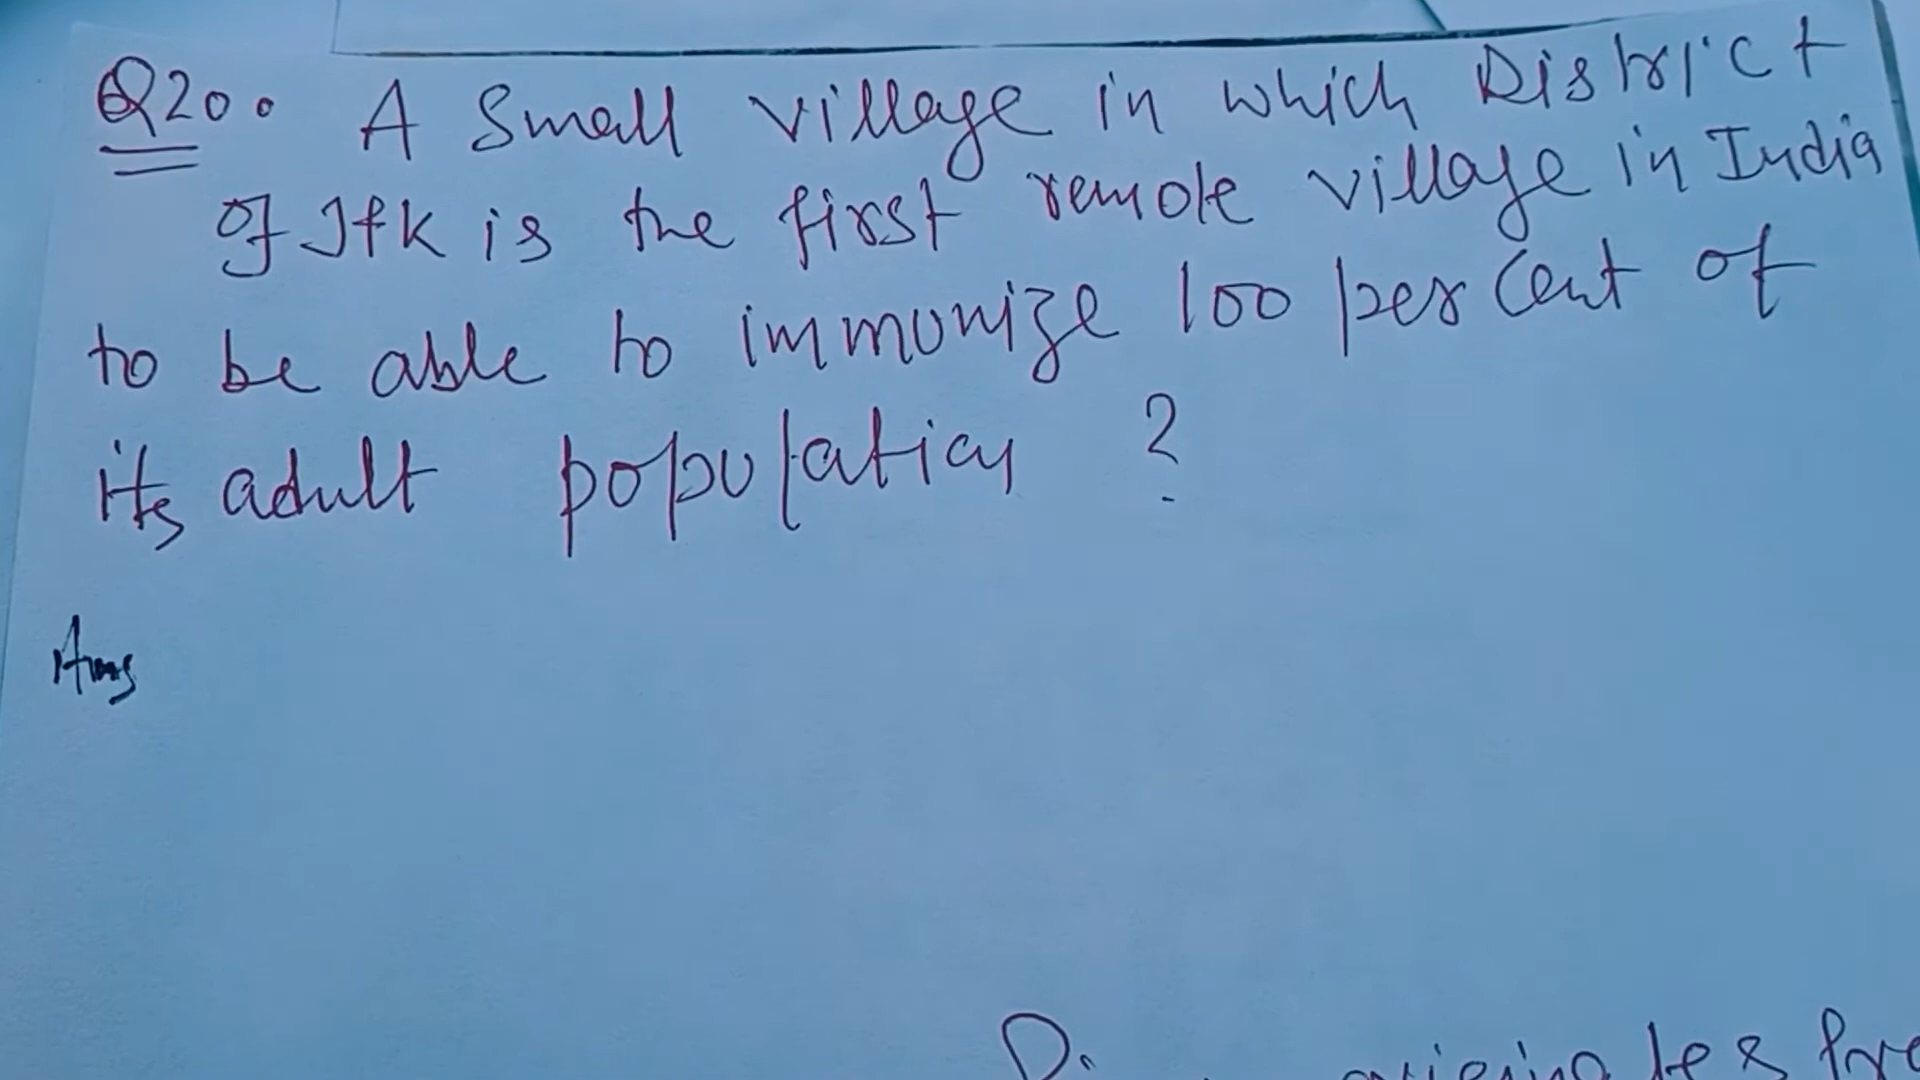 Q20. A Small village in which District
of J&K is the first remote village in India
to be able to immunize 100 per cent of
its adult population ?
Ans